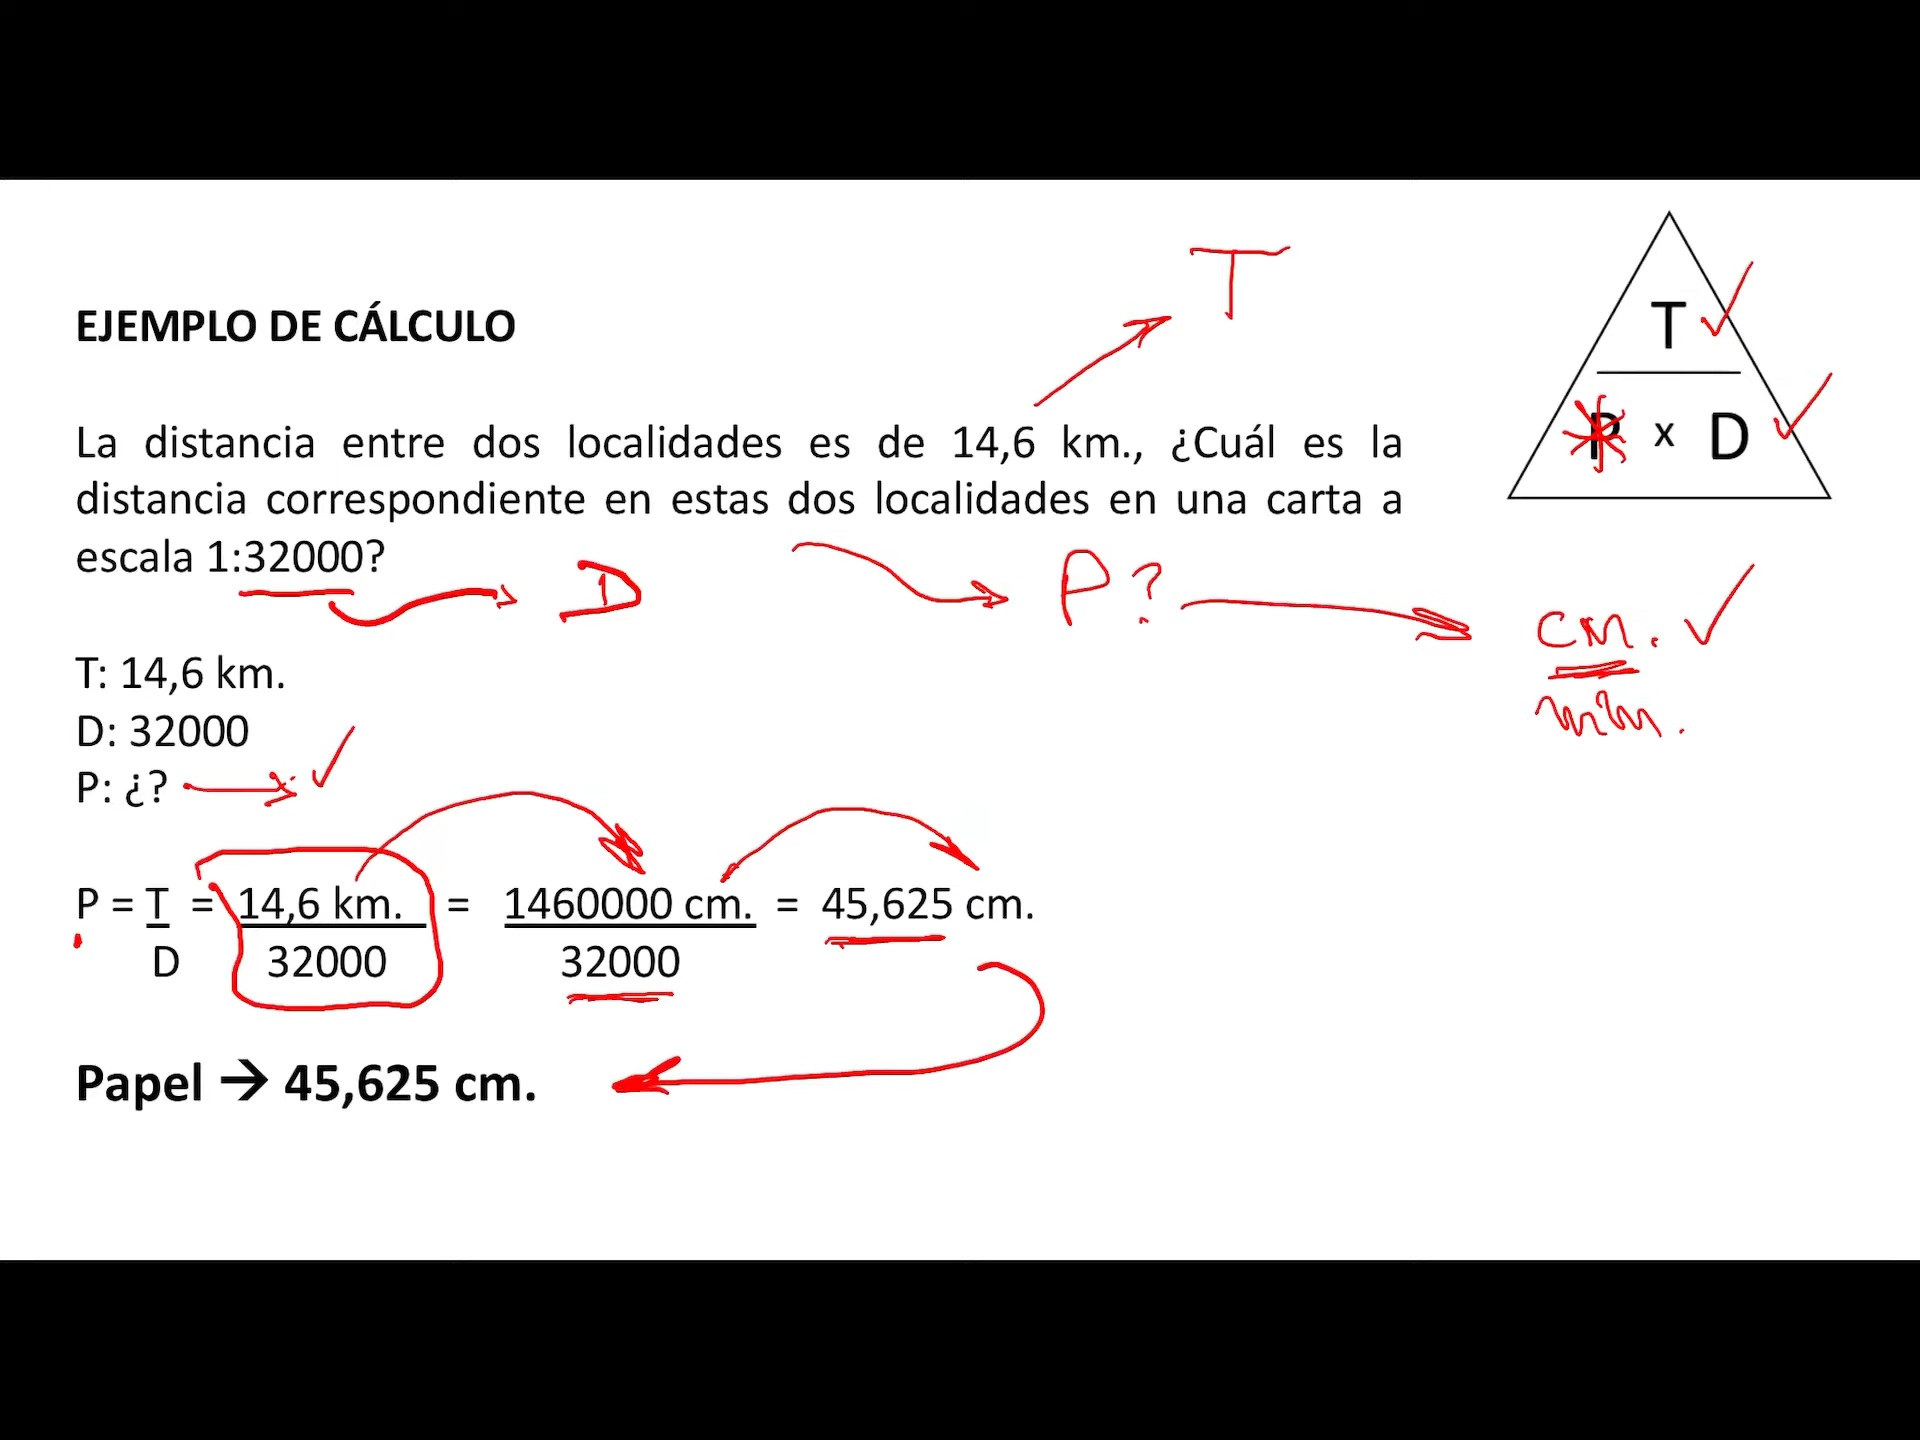 EJEMPLO DE CÁLCULO
T
T
P x D
La distancia entre dos localidades es de 14,6 km., ¿Cuál es la
distancia correspondiente en estas dos localidades en una carta a
escala 1:32000?
D
P?
cm.
mm.
T: 14,6 km.
D: 32000
P: ¿?
P = T = 14,6 km. = 1460000 cm. = 45,625 cm.
D 32000 32000
Papel → 45,625 cm.